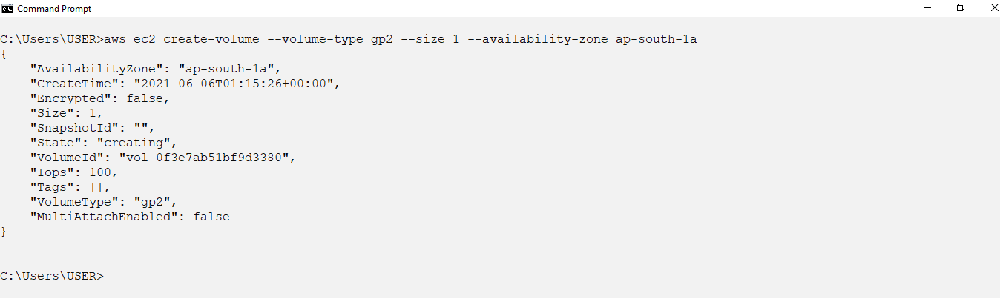 Command Prompt
C:\Users\USER>aws ec2 create-volume --volume-type gp2 --size 1 --availability-zone ap-south-1a
{
    "AvailabilityZone": "ap-south-1a",
    "CreateTime": "2021-06-06T01:15:26+00:00",
    "Encrypted": false,
    "Size": 1,
    "SnapshotId": "",
    "State": "creating",
    "VolumeId": "vol-0f3e7ab51bf9d3380",
    "Iops": 100,
    "Tags": [],
    "VolumeType": "gp2",
    "MultiAttachEnabled": false
}
C:\Users\USER>